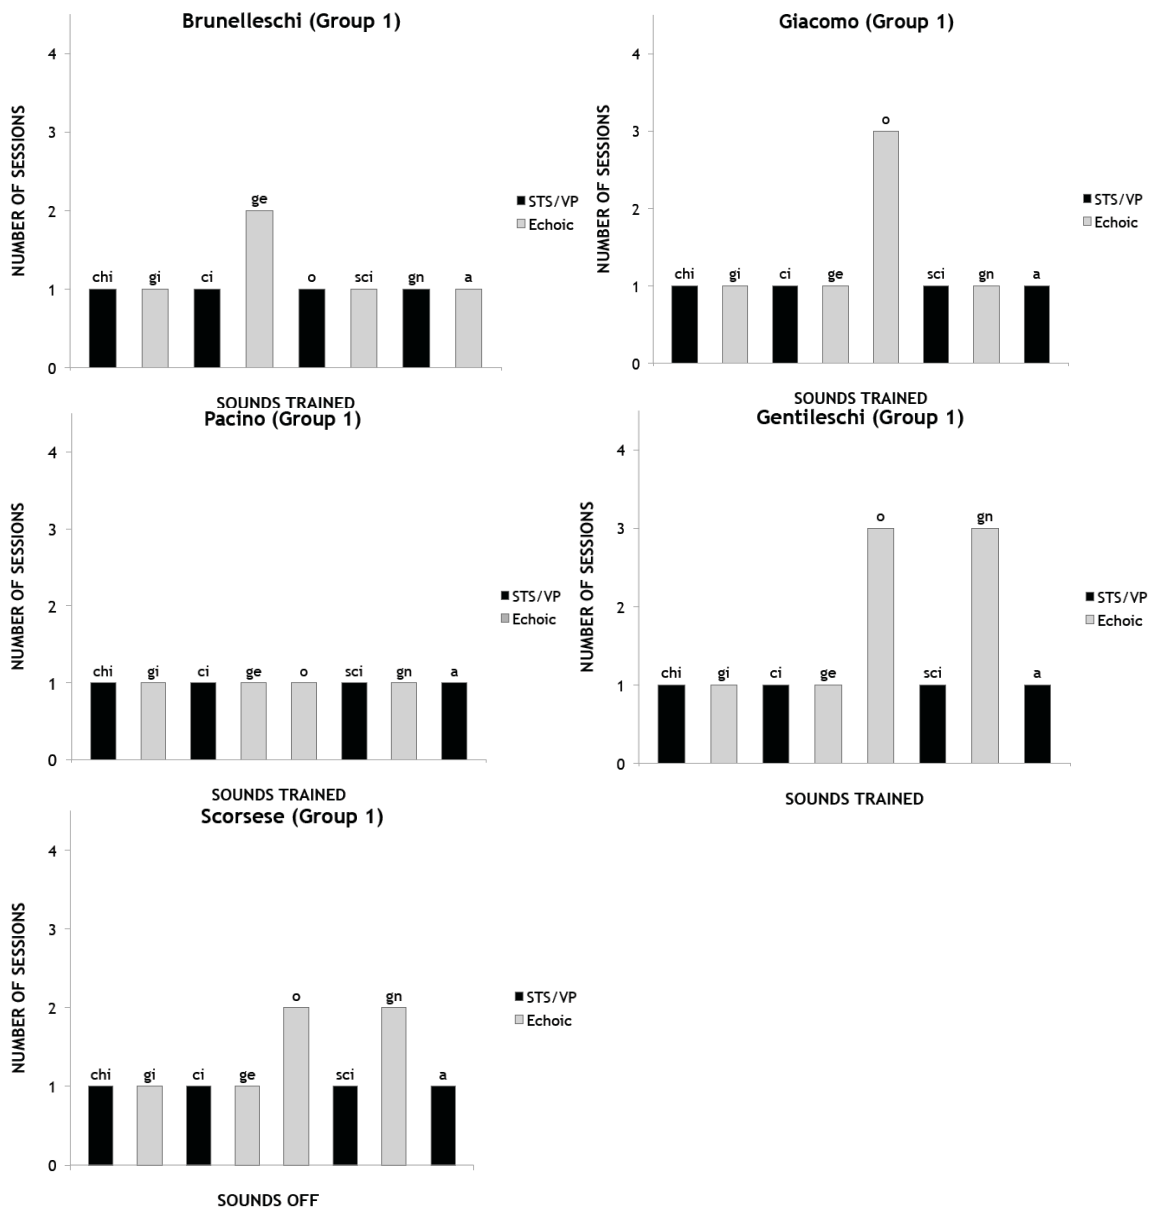 Brunelleschi (Group 1)
NUMBER OF SESSIONS
4
3
2
1
0
chi gi ci ge o sci gn a
SOUNDS TRAINED
STS/VP
Echoic
Giacomo (Group 1)
NUMBER OF SESSIONS
4
3
2
1
0
chi gi ci ge o sci gn a
SOUNDS TRAINED
STS/VP
Echoic
Pacino (Group 1)
NUMBER OF SESSIONS
4
3
2
1
0
chi gi ci ge o sci gn a
SOUNDS TRAINED
STS/VP
Echoic
Gentileschi (Group 1)
NUMBER OF SESSIONS
4
3
2
1
0
chi gi ci ge o sci gn a
SOUNDS TRAINED
STS/VP
Echoic
Scorsese (Group 1)
NUMBER OF SESSIONS
4
3
2
1
0
chi gi ci ge o sci gn a
SOUNDS OFF
STS/VP
Echoic